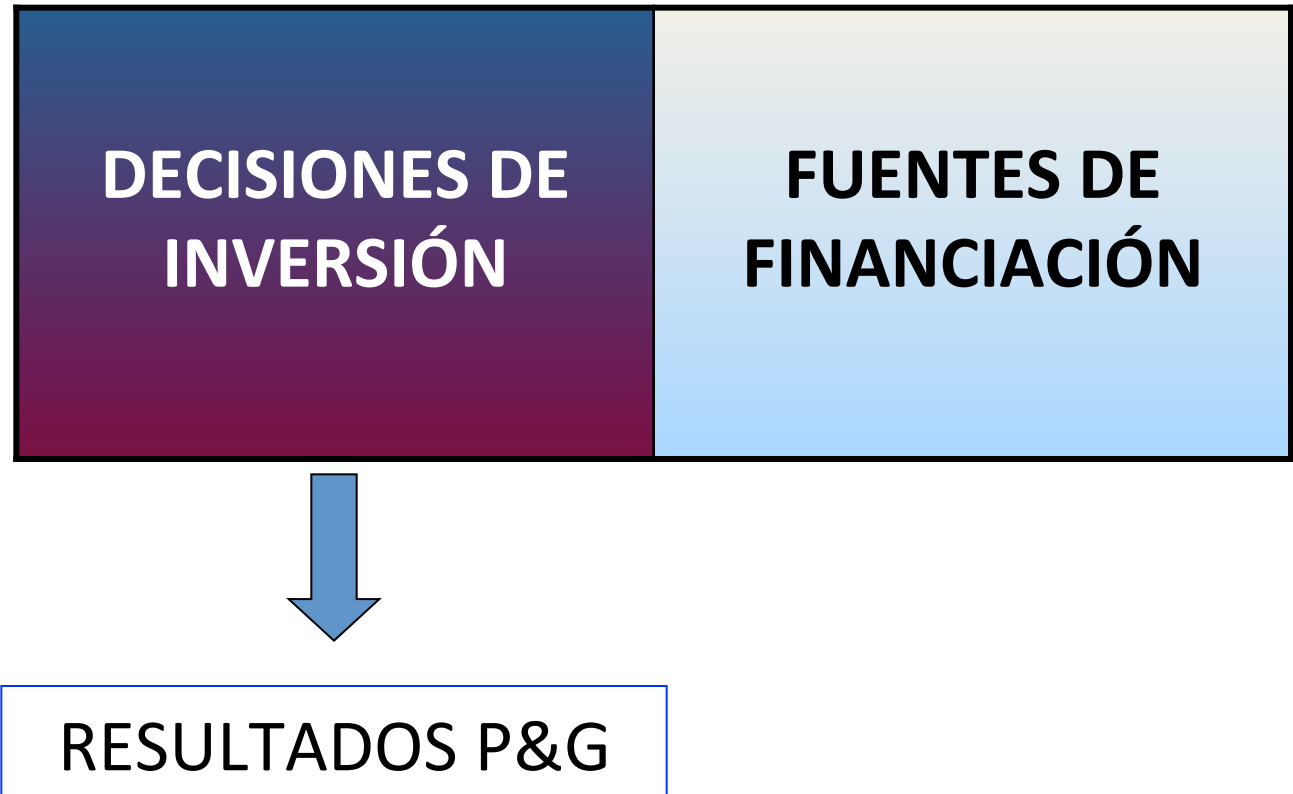 DECISIONES DE
INVERSIÓN
FUENTES DE
FINANCIACIÓN
RESULTADOS P&G